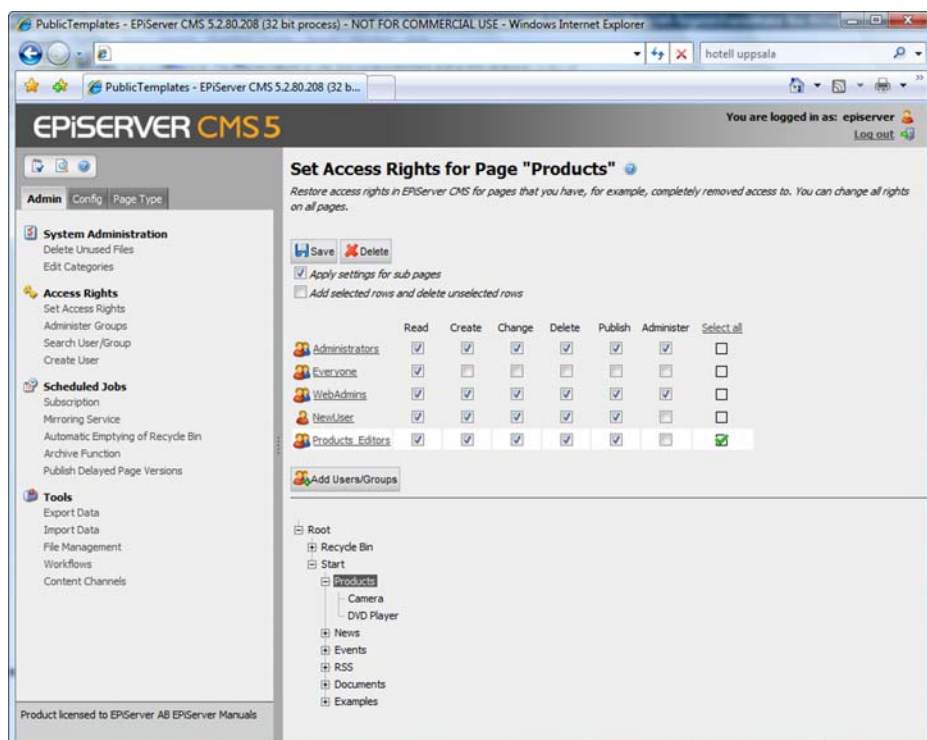 PublicTemplates - EPiServer CMS 5.2.80.208 (32 bit process) - NOT FOR COMMERCIAL USE - Windows Internet Explorer
hotell uppsala
PublicTemplates - EPiServer CMS 5.2.80.208 (32 b...
EPiSERVER CMS 5
You are logged in as: episerver
Log out
Admin Config Page Type
System Administration
Delete Unused Files
Edit Categories
Access Rights
Set Access Rights
Administer Groups
Search User/Group
Create User
Scheduled Jobs
Subscription
Mirroring Service
Automatic Emptying of Recycle Bin
Archive Function
Publish Delayed Page Versions
Tools
Export Data
Import Data
File Management
Workflows
Content Channels
Product licensed to EPiServer AB EPiServer Manuals
Set Access Rights for Page "Products"
Restore access rights in EPiServer CMS for pages that you have, for example, completely removed access to. You can change all rights
on all pages.
Save Delete
Apply settings for sub pages
Add selected rows and delete unselected rows
Read Create Change Delete Publish Administer Select all
Administrators
Everyone
WebAdmins
NewUser
Products_Editors
Add Users/Groups
Root
Recycle Bin
Start
Products
Camera
DVD Player
News
Events
RSS
Documents
Examples